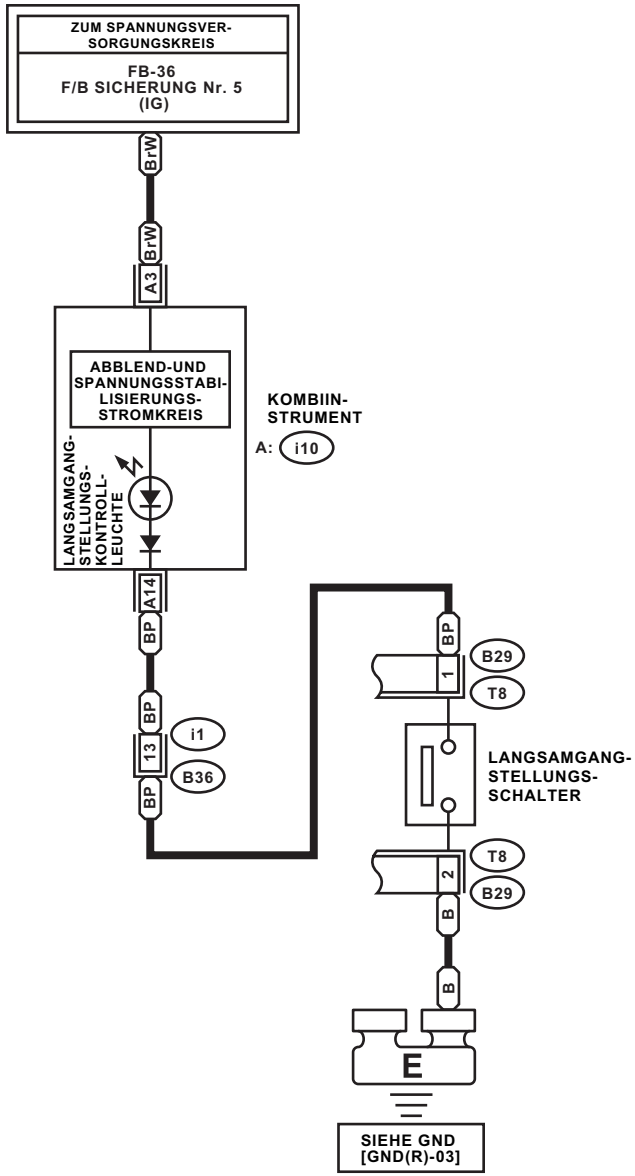 ZUM SPANNUNGSVER-
SORGUNGSKREIS
FB-36
F/B SICHERUNG Nr. 5
(IG)
BrW
BrW
A3
ABBLEND-UND
SPANNUNGSSTABI-
LISIERUNGS-
STROMKREIS
KOMBIIN-
STRUMENT
A: i10
LANGSAMGANG-
STELLUNGS-
KONTROLL-
LEUCHTE
A14
BP
BP
13
i1
B36
BP
BP
1
B29
T8
LANGSAMGANG-
STELLUNGS-
SCHALTER
2
T8
B29
B
B
E
SIEHE GND
[GND(R)-03]